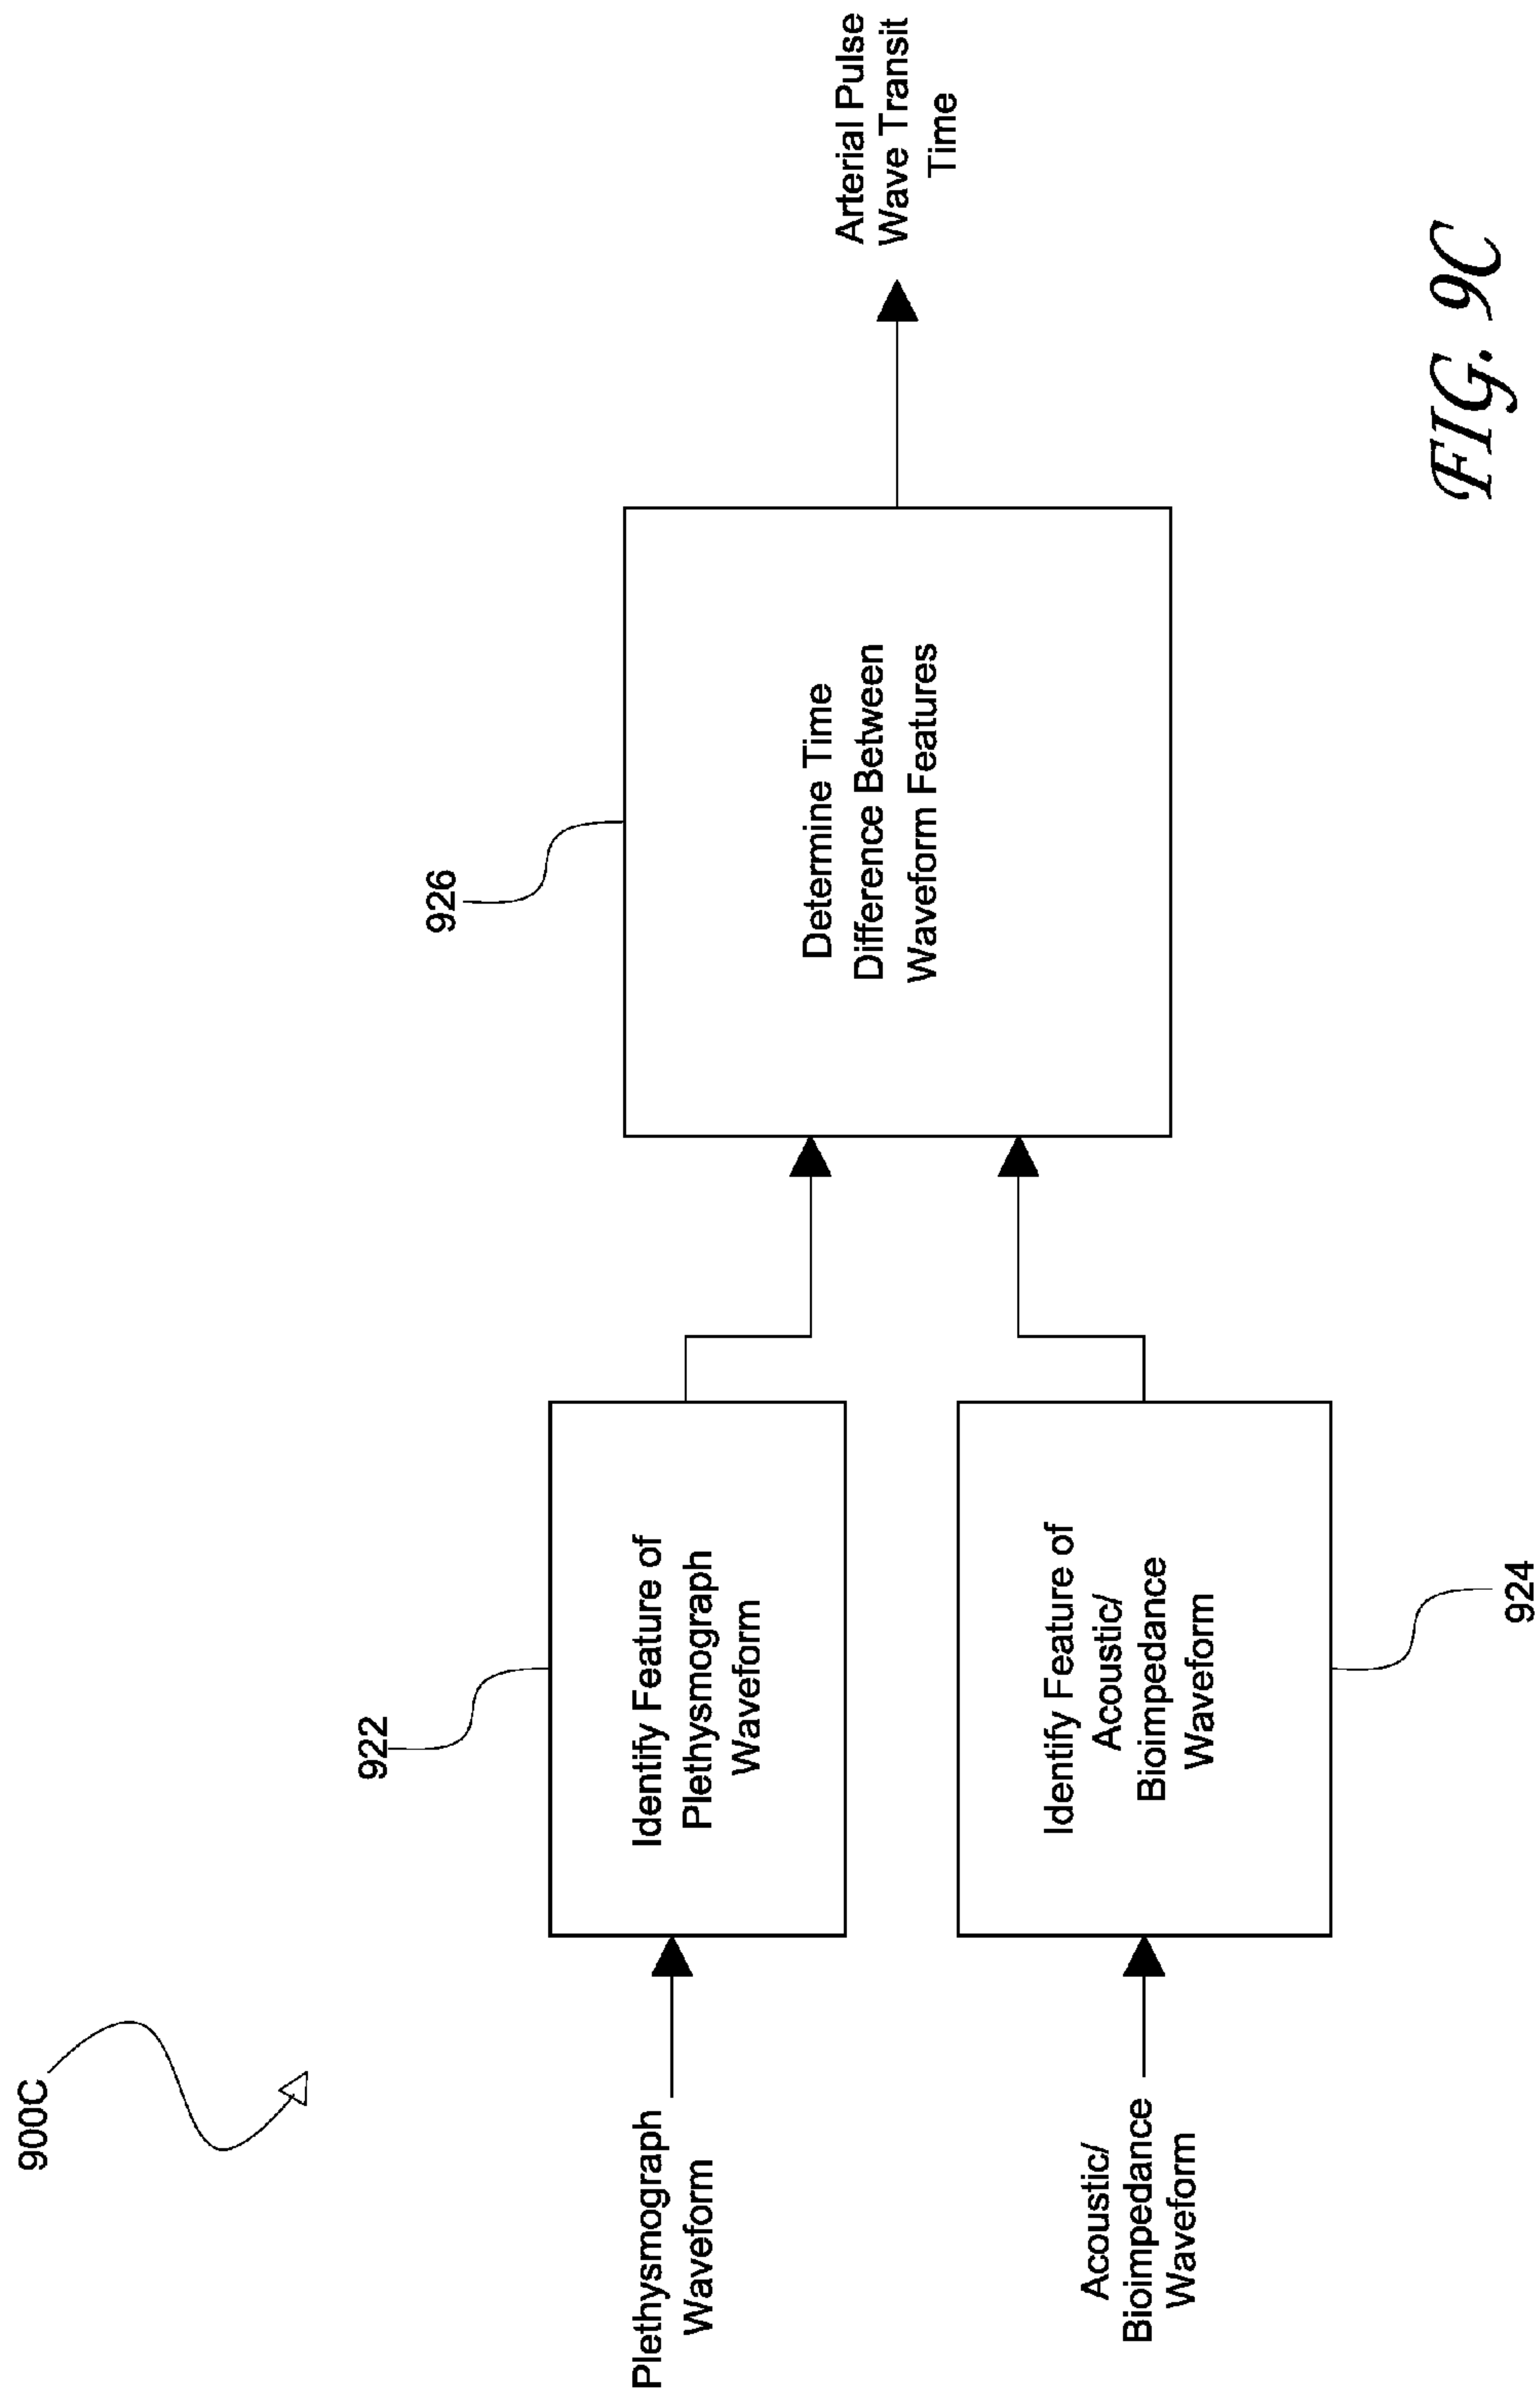 900C
926
922
Plethysmograph
Waveform
Identify Feature of
Plethysmograph
Waveform
Determine Time
Difference Between
Waveform Features
Arterial Pulse
Wave Transit
Time
Acoustic/
Bioimpedance
Waveform
Identify Feature of
Acoustic/
Bioimpedance
Waveform
924
FIG. 9C